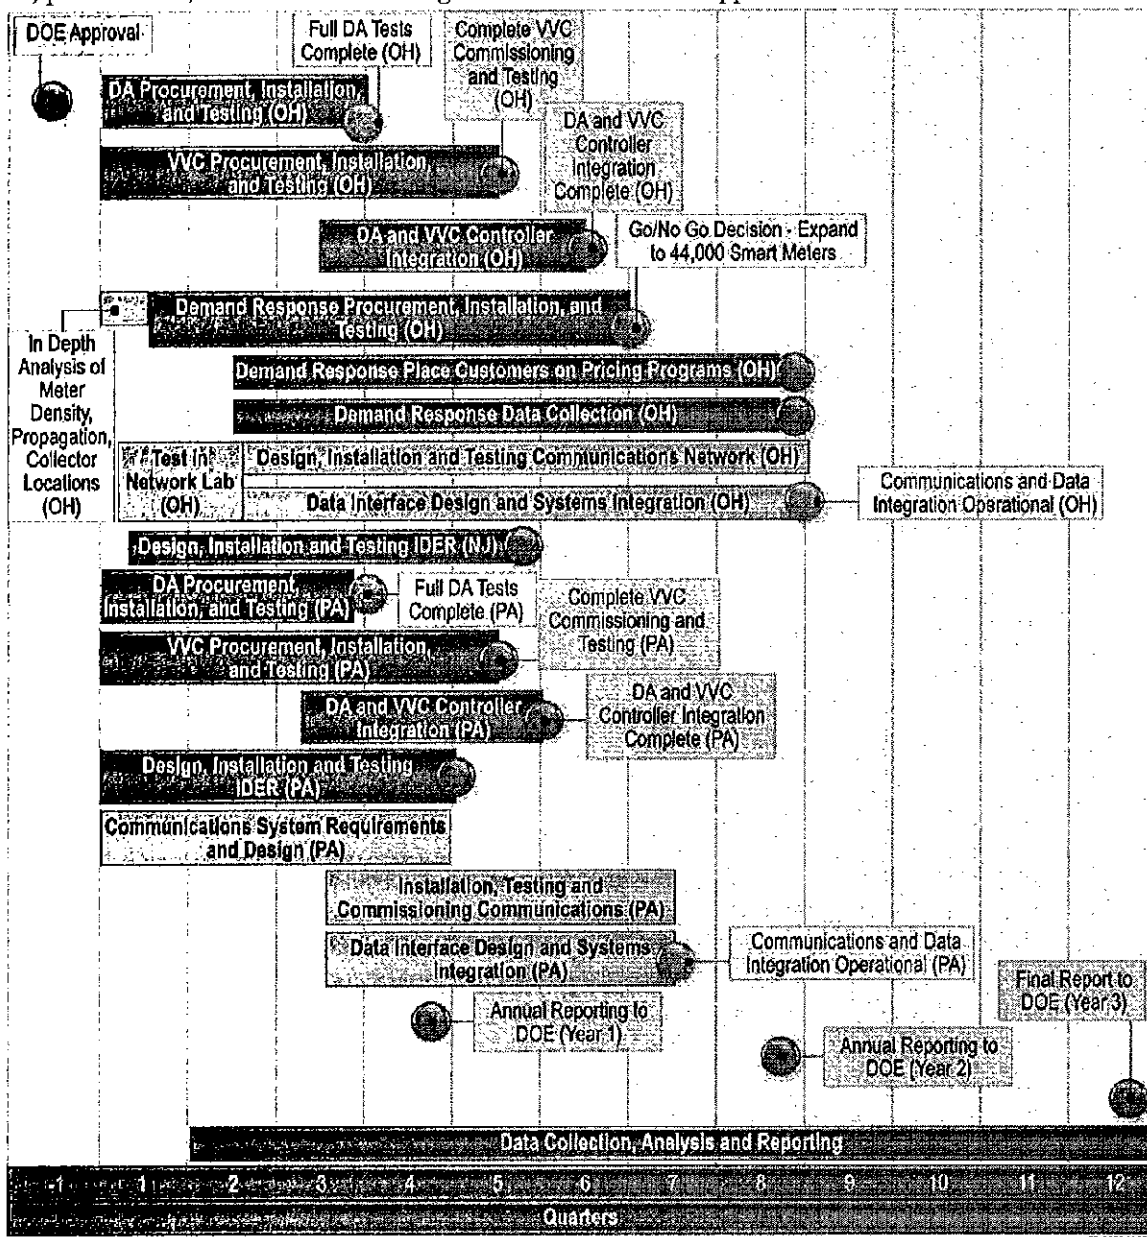 DOE Approval
Full DA Tests
Complete (OH)
Complete VVC
Commissioning
and Testing
(OH)
DA Procurement, Installation,
and Testing (OH)
DA and VVC
Controller
Integration
Complete (OH)
VVC Procurement, Installation
and Testing (OH)
DA and VVC Controller
Integration (OH)
Go/No Go Decision - Expand
to 44,000 Smart Meters
Demand Response Procurement, Installation, and
Testing (OH)
In Depth
Analysis of
Meter
Density,
Propagation,
Collector
Locations
(OH)
Demand Response Place Customers on Pricing Programs (OH)
Demand Response Data Collection (OH)
Test in
Network Lab
(OH)
Design, Installation and Testing Communications Network (OH)
Data Interface Design and Systems Integration (OH)
Communications and Data
Integration Operational (OH)
Design, Installation and Testing IDER (NJ)
DA Procurement,
Installation, and Testing (PA)
Full DA Tests
Complete (PA)
Complete VVC
Commissioning and
Testing (PA)
VVC Procurement, Installation,
and Testing (PA)
DA and VVC Controller
Integration (PA)
DA and VVC
Controller Integration
Complete (PA)
Design, Installation and Testing
IDER (PA)
Communications System Requirements
and Design (PA)
Installation, Testing and
Commissioning Communications (PA)
Data Interface Design and Systems
Integration (PA)
Communications and Data
Integration Operational (PA)
Final Report to
DOE (Year 3)
Annual Reporting to
DOE (Year 1)
Annual Reporting to
DOE (Year 2)
Data Collection, Analysis and Reporting
-1 1 2 3 4 5 6 7 8 9 10 11 12
Quarters